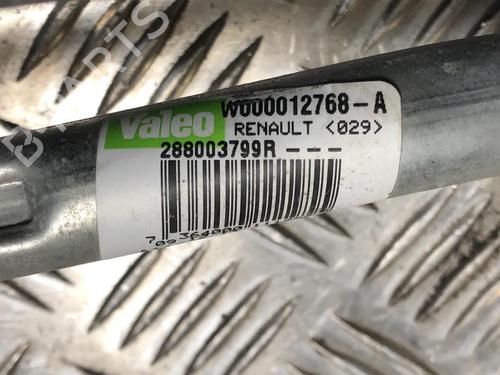 Valeo
W000012768-A
RENAULT <029>
288003799R---
B PARTS